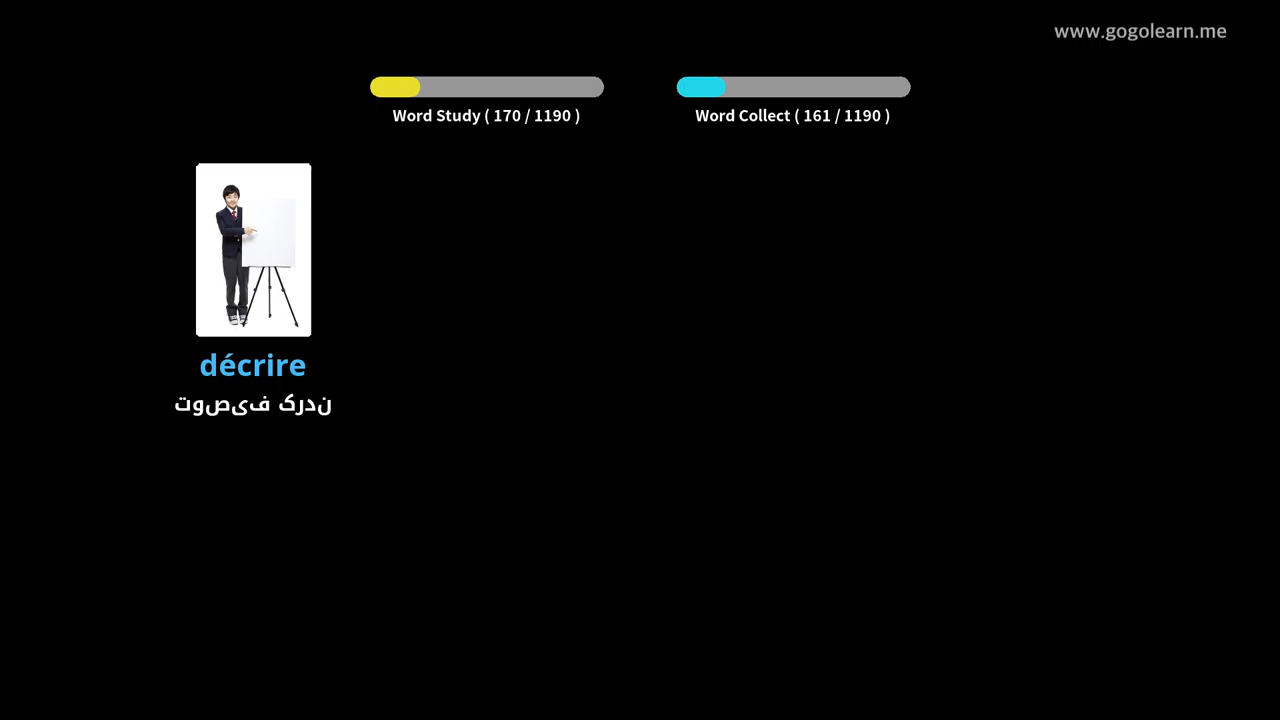 www.gogolearn.me
Word Study ( 170 / 1190 )
Word Collect ( 161 / 1190 )
décrire
توصیف کردن